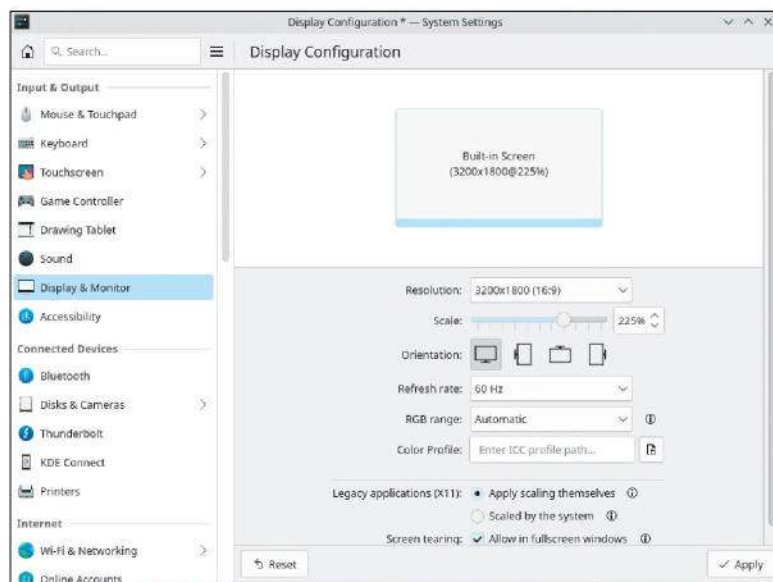 Display Configuration * — System Settings
Search...
Display Configuration
Input & Output
Mouse & Touchpad
Keyboard
Touchscreen
Game Controller
Drawing Tablet
Sound
Display & Monitor
Accessibility
Connected Devices
Bluetooth
Disks & Cameras
Thunderbolt
KDE Connect
Printers
Internet
Wi-Fi & Networking
Online Accounts
Built-in Screen
(3200x1800@225%)
Resolution: 3200x1800 (16:9)
Scale: 225%
Orientation:
Refresh rate: 60 Hz
RGB range: Automatic
Color Profile: Enter ICC profile path...
Legacy applications (X11): Apply scaling themselves
Scaled by the system
Screen tearing: Allow in fullscreen windows
Reset
Apply